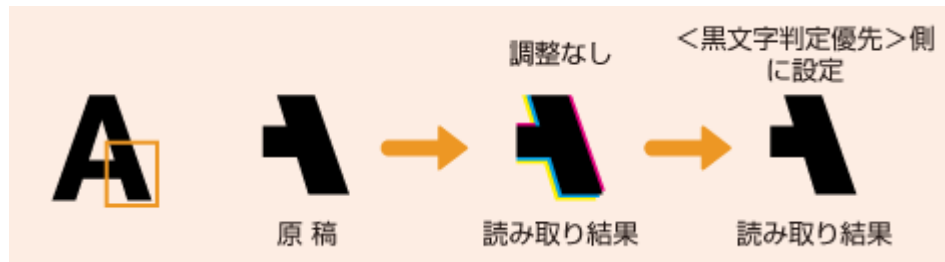 A
原 稿
調整なし
読み取り結果
＜黒文字判定優先＞側
に設定
読み取り結果